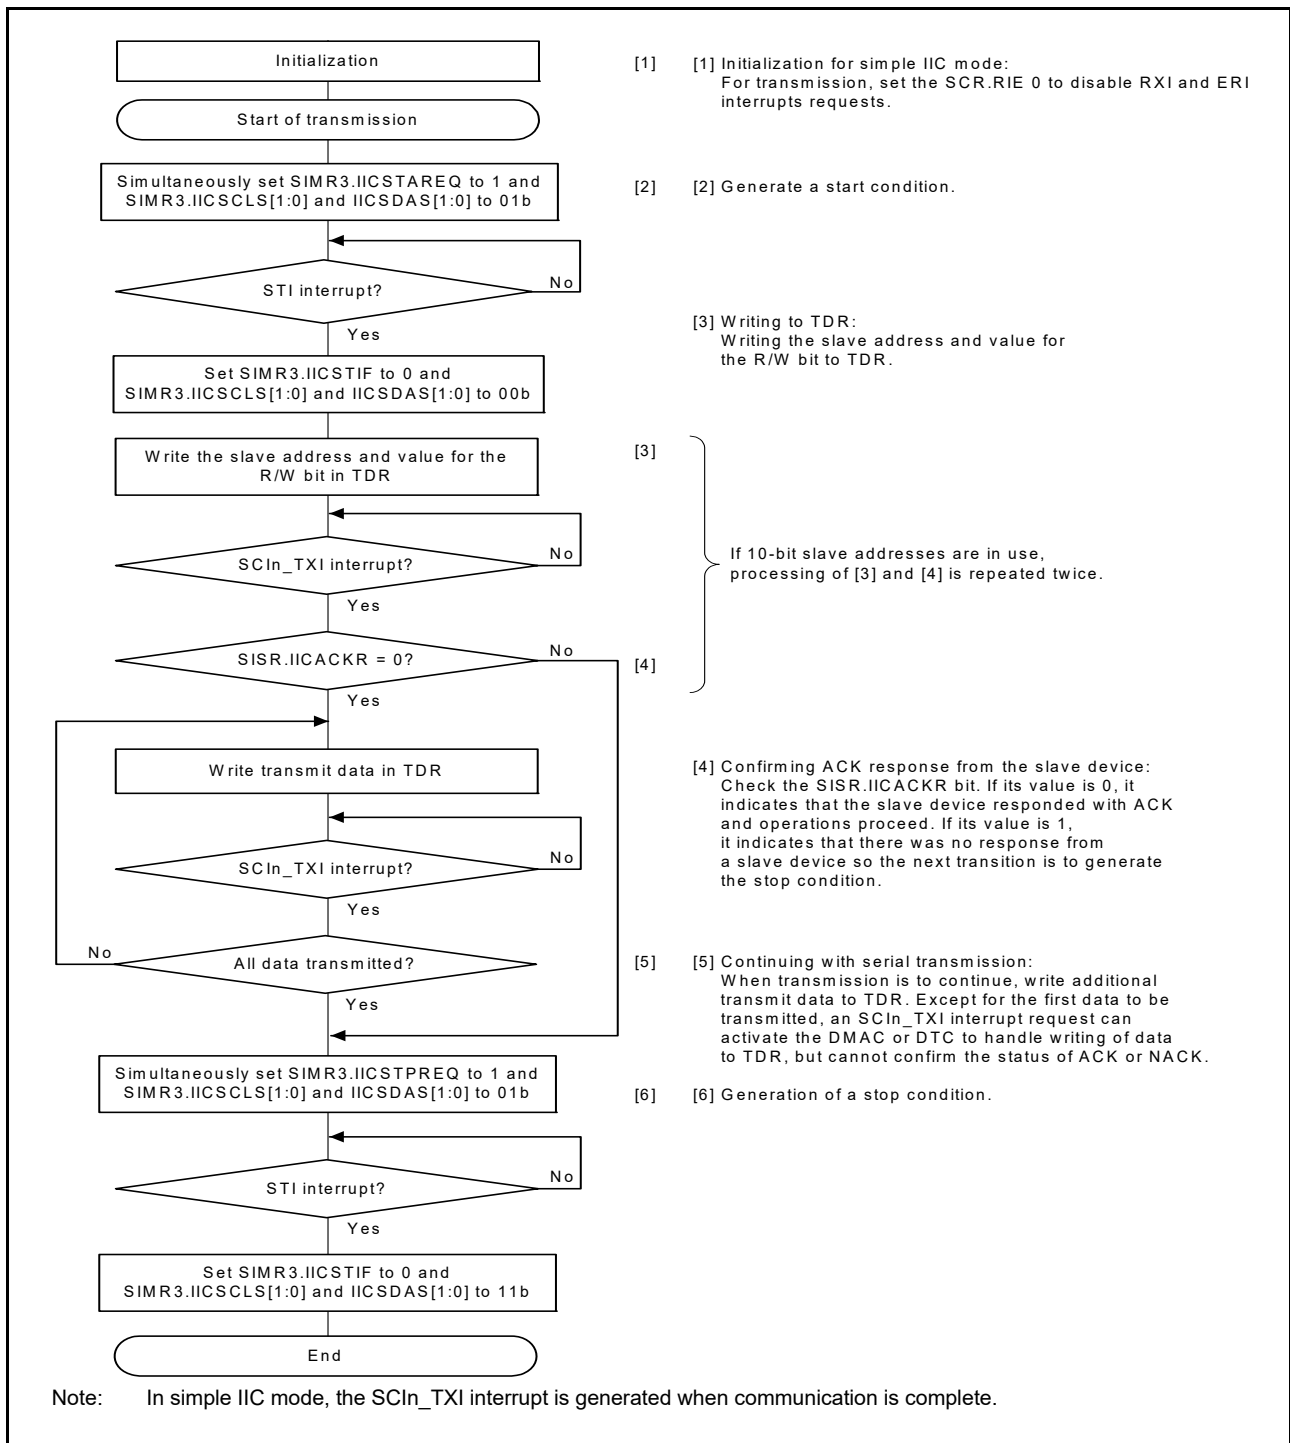 Initialization
[1]
[1] Initialization for simple IIC mode:
For transmission, set the SCR.RIE 0 to disable RXI and ERI
interrupts requests.
Start of transmission
Simultaneously set SIMR3.IICSTAREQ to 1 and
SIMR3.IICSCLS[1:0] and IICSDAS[1:0] to 01b
[2]
[2] Generate a start condition.
STI interrupt?
No
Yes
[3] Writing to TDR:
Writing the slave address and value for
the R/W bit to TDR.
Set SIMR3.IICSTIF to 0 and
SIMR3.IICSCLS[1:0] and IICSDAS[1:0] to 00b
Write the slave address and value for the
R/W bit in TDR
[3]
SCIn_TXI interrupt?
No
Yes
If 10-bit slave addresses are in use,
processing of [3] and [4] is repeated twice.
SISR.IICACKR = 0?
No
Yes
[4]
Write transmit data in TDR
[4] Confirming ACK response from the slave device:
Check the SISR.IICACKR bit. If its value is 0, it
indicates that the slave device responded with ACK
and operations proceed. If its value is 1,
it indicates that there was no response from
a slave device so the next transition is to generate
the stop condition.
SCIn_TXI interrupt?
No
Yes
All data transmitted?
No
Yes
[5]
[5] Continuing with serial transmission:
When transmission is to continue, write additional
transmit data to TDR. Except for the first data to be
transmitted, an SCIn_TXI interrupt request can
activate the DMAC or DTC to handle writing of data
to TDR, but cannot confirm the status of ACK or NACK.
Simultaneously set SIMR3.IICSTPREQ to 1 and
SIMR3.IICSCLS[1:0] and IICSDAS[1:0] to 01b
[6]
[6] Generation of a stop condition.
STI interrupt?
No
Yes
Set SIMR3.IICSTIF to 0 and
SIMR3.IICSCLS[1:0] and IICSDAS[1:0] to 11b
End
Note: In simple IIC mode, the SCIn_TXI interrupt is generated when communication is complete.